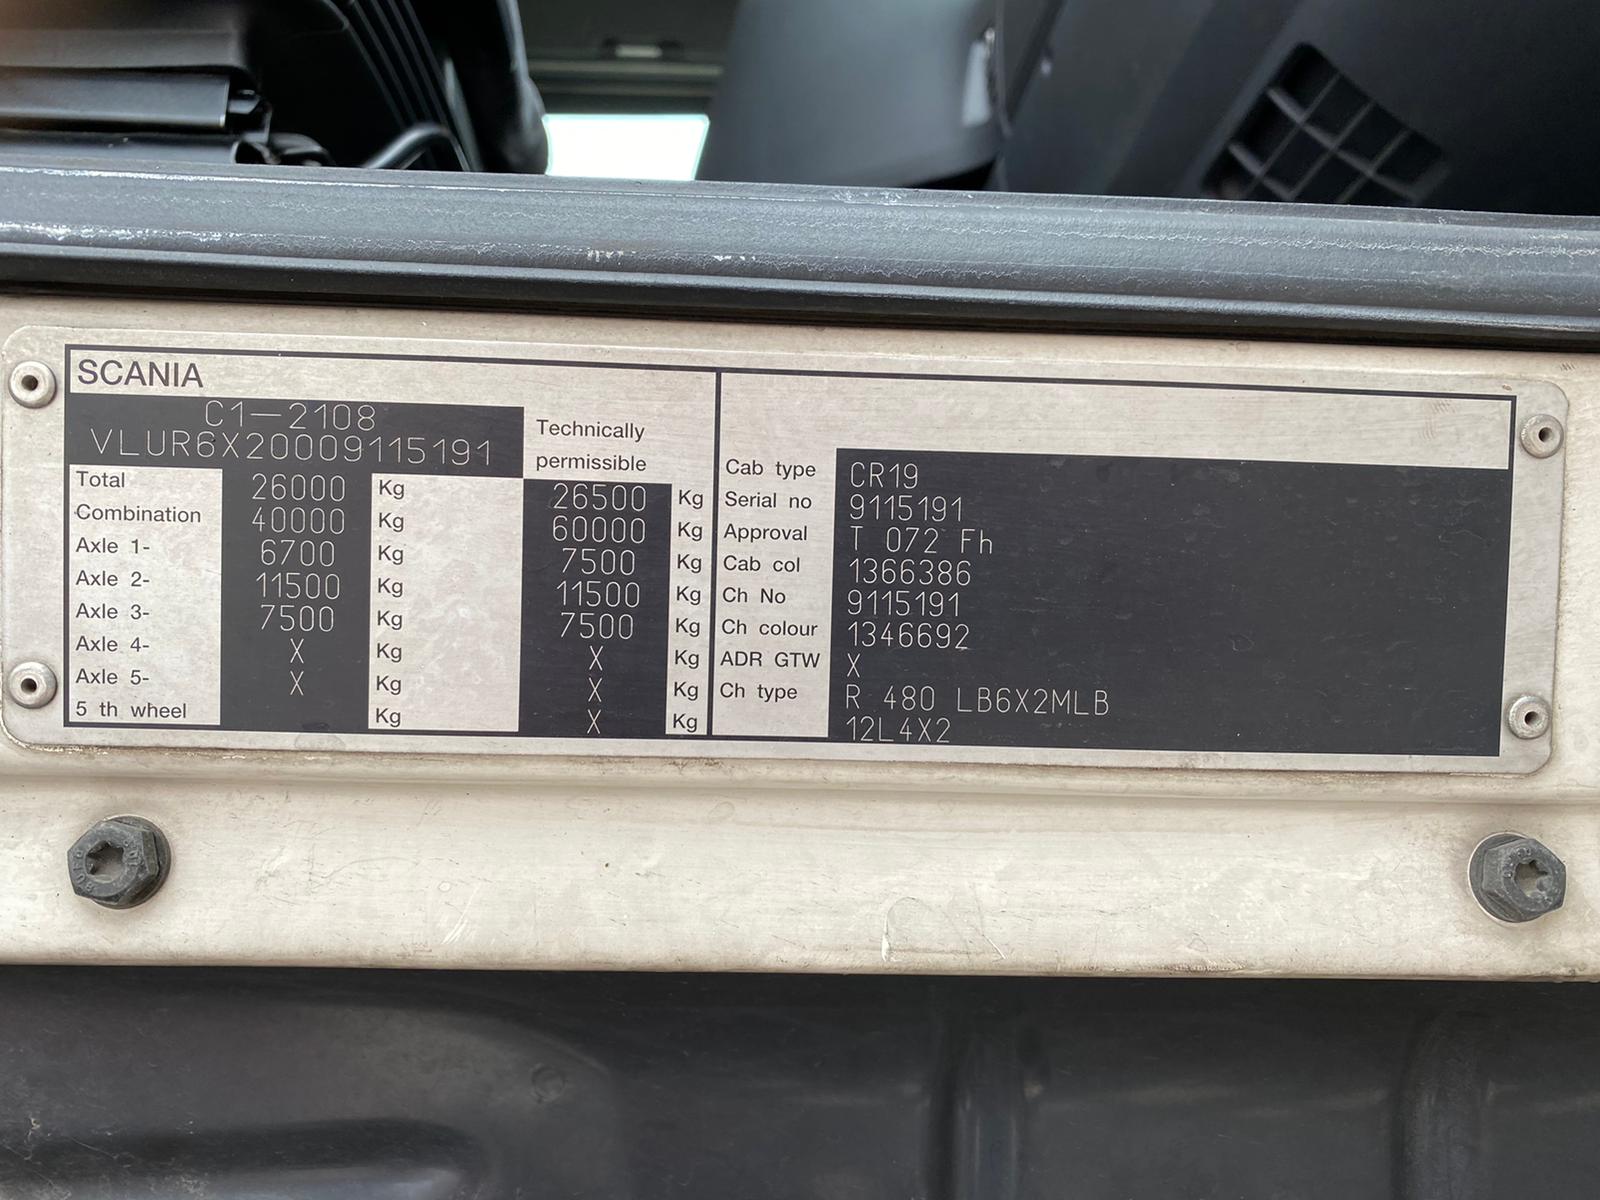 SCANIA
C1-2108
VLUR6X20009115191
Technically
permissible
Total 26000 Kg 26500 Kg
Combination 40000 Kg 60000 Kg
Axle 1- 6700 Kg 7500 Kg
Axle 2- 11500 Kg 11500 Kg
Axle 3- 7500 Kg 7500 Kg
Axle 4- X Kg X Kg
Axle 5- X Kg X Kg
5 th wheel Kg X Kg
Cab type CR19
Serial no 9115191
Approval T 072 Fh
Cab col 1366386
Ch No 9115191
Ch colour 1346692
ADR GTW X
Ch type R 480 LB6X2MLB
12L4X2